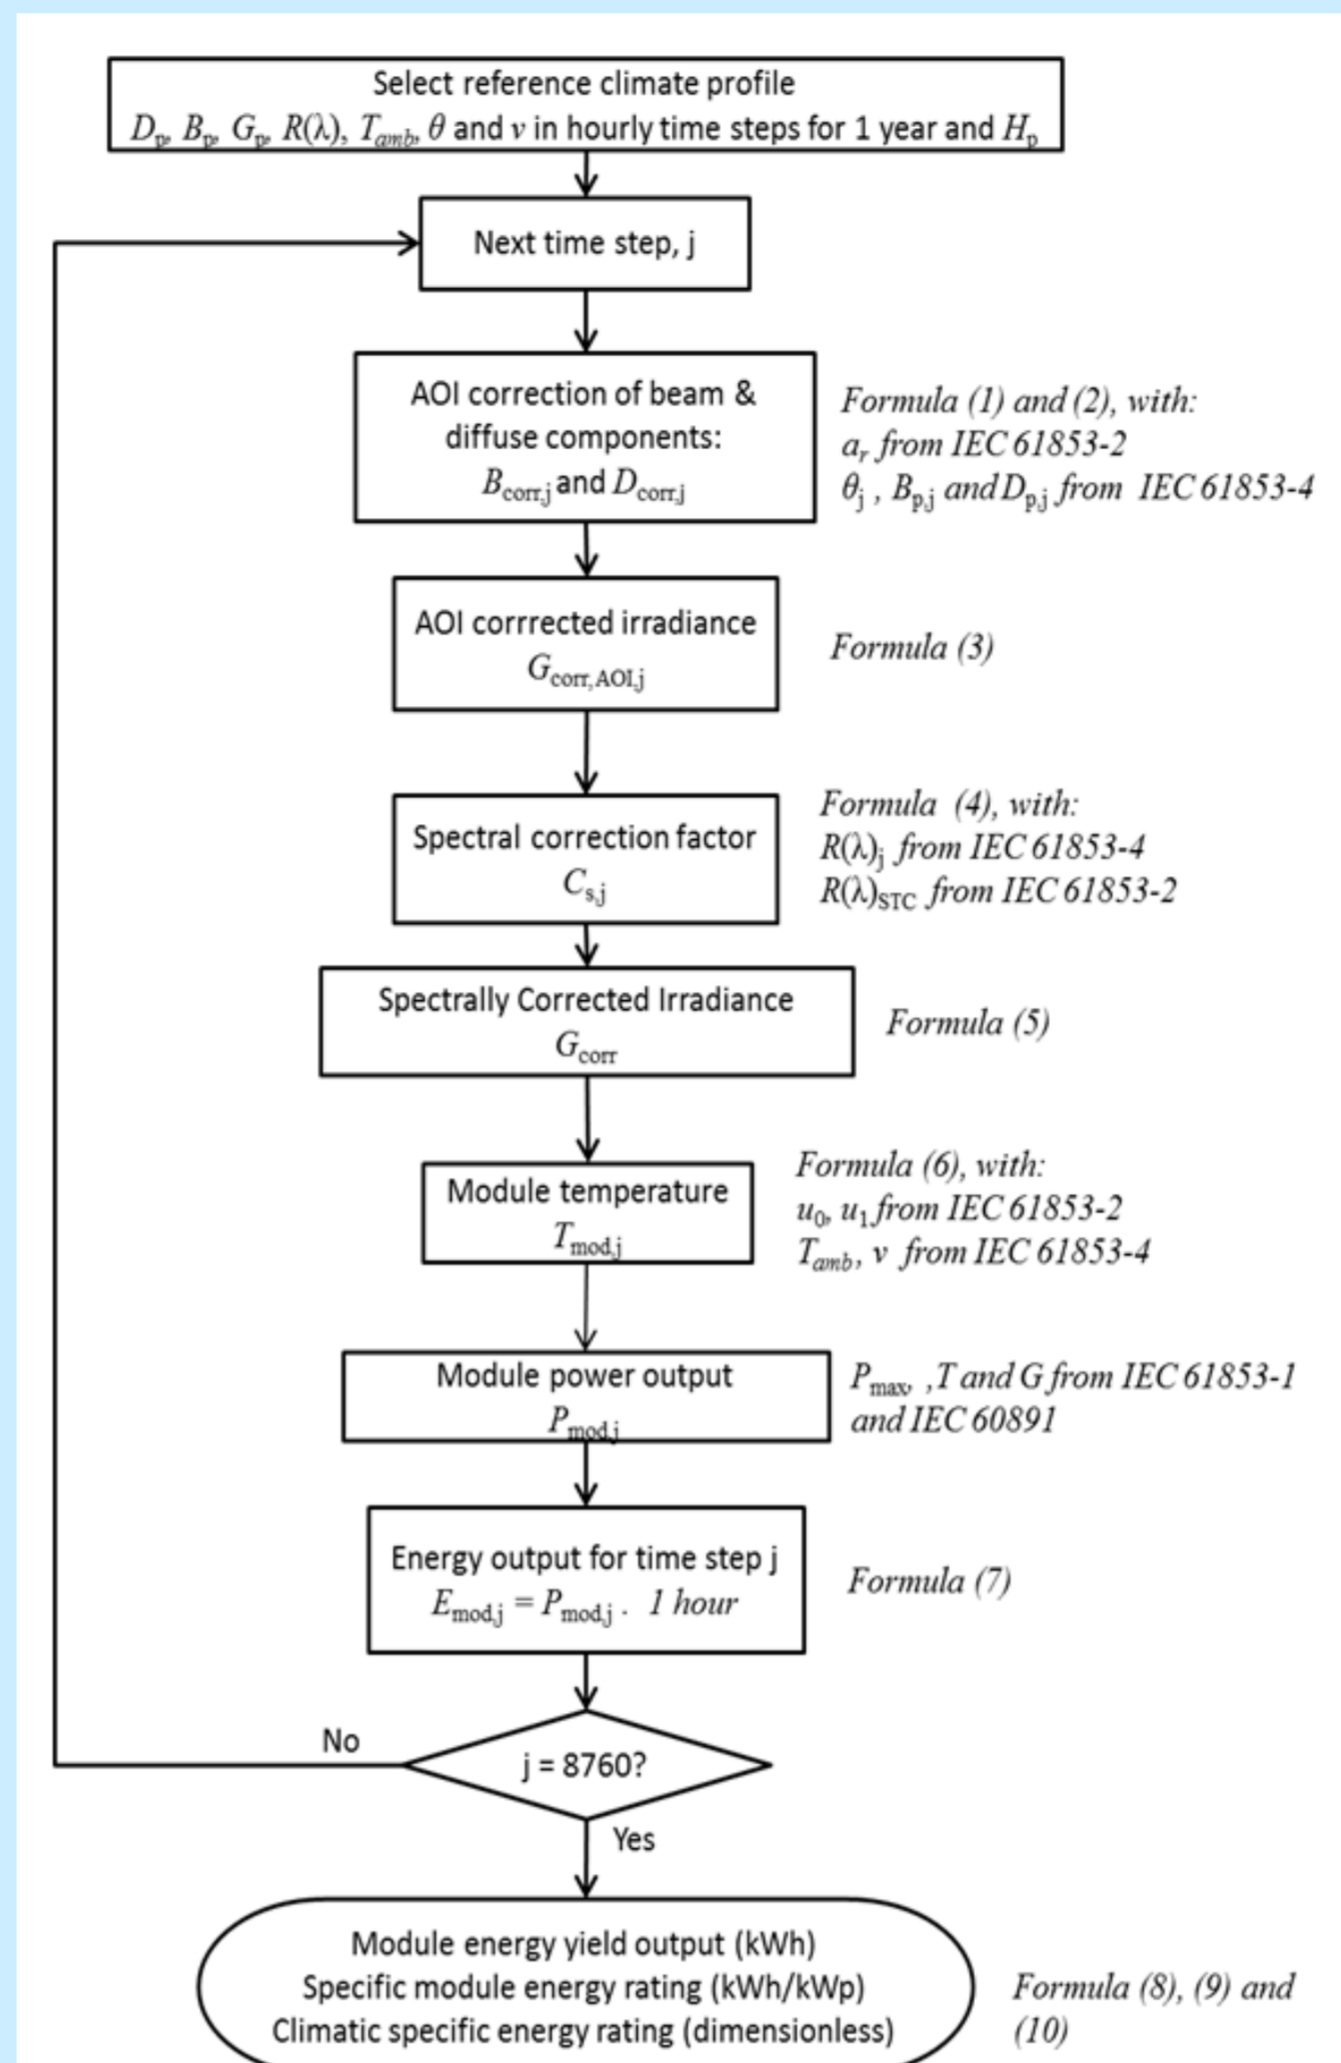 Select reference climate profile
Dp, Bp, Gp, R(λ), Tamb, θ and v in hourly time steps for 1 year and Hp
Next time step, j
AOI correction of beam &
diffuse components:
Bcorr,j and Dcorr,j
Formula (1) and (2), with:
ar from IEC 61853-2
θj , Bp,j and Dp,j from IEC 61853-4
AOI corrrected irradiance
Gcorr,AOI,j
Formula (3)
Spectral correction factor
Cs,j
Formula (4), with:
R(λ)j from IEC 61853-4
R(λ)STC from IEC 61853-2
Spectrally Corrected Irradiance
Gcorr
Formula (5)
Module temperature
Tmod,j
Formula (6), with:
u0, u1 from IEC 61853-2
Tamb, v from IEC 61853-4
Module power output
Pmod,j
Pmax, ,T and G from IEC 61853-1
and IEC 60891
Energy output for time step j
Emod,j = Pmod,j . 1 hour
Formula (7)
j = 8760?
No
Yes
Module energy yield output (kWh)
Specific module energy rating (kWh/kWp)
Climatic specific energy rating (dimensionless)
Formula (8), (9) and
(10)